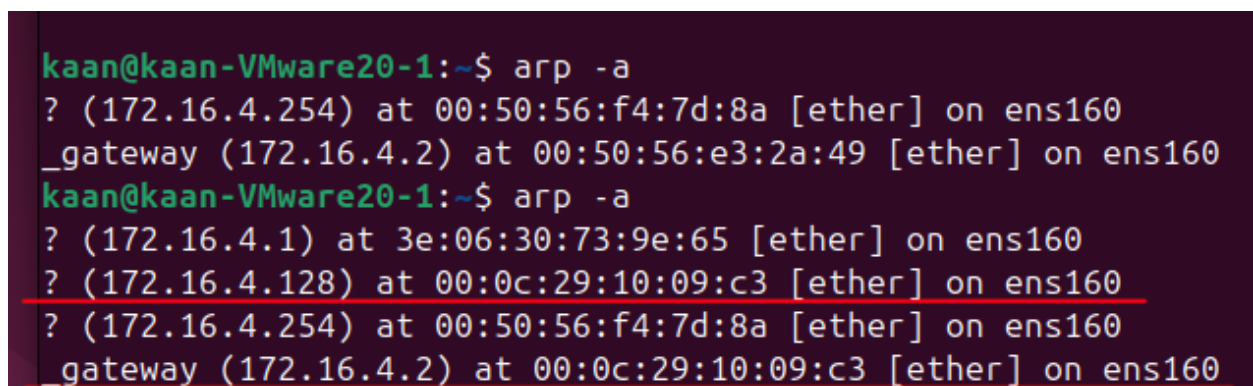 kaan@kaan-VMware20-1:~$ arp -a
? (172.16.4.254) at 00:50:56:f4:7d:8a [ether] on ens160
_gateway (172.16.4.2) at 00:50:56:e3:2a:49 [ether] on ens160
kaan@kaan-VMware20-1:~$ arp -a
? (172.16.4.1) at 3e:06:30:73:9e:65 [ether] on ens160
? (172.16.4.128) at 00:0c:29:10:09:c3 [ether] on ens160
? (172.16.4.254) at 00:50:56:f4:7d:8a [ether] on ens160
_gateway (172.16.4.2) at 00:0c:29:10:09:c3 [ether] on ens160